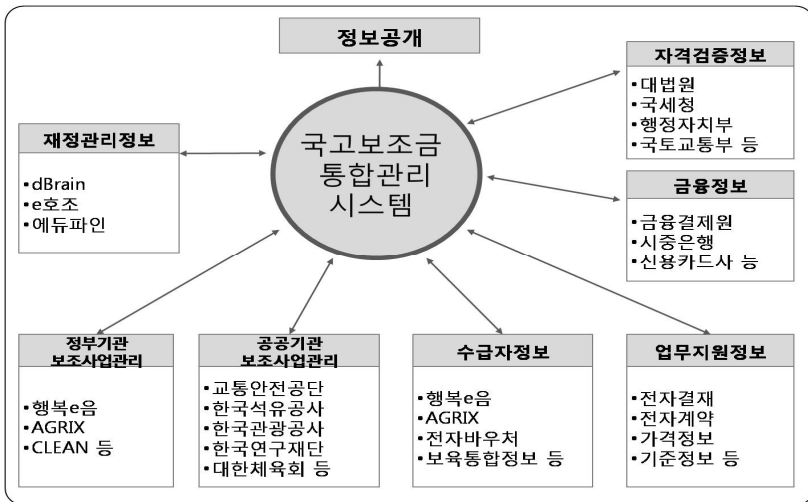 정보공개
자격검증정보
▪대법원
▪국세청
▪행정자치부
▪국토교통부 등
재정관리정보
▪dBrain
▪e호조
▪에듀파인
국고보조금
통합관리
시스템
금융정보
▪금융결제원
▪시중은행
▪신용카드사 등
정부기관
보조사업관리
▪행복e음
▪AGRIX
▪CLEAN 등
공공기관
보조사업관리
▪교통안전공단
▪한국석유공사
▪한국관광공사
▪한국연구재단
▪대한체육회 등
수급자정보
▪행복e음
▪AGRIX
▪전자바우처
▪보육통합정보 등
업무지원정보
▪전자결재
▪전자계약
▪가격정보
▪기준정보 등